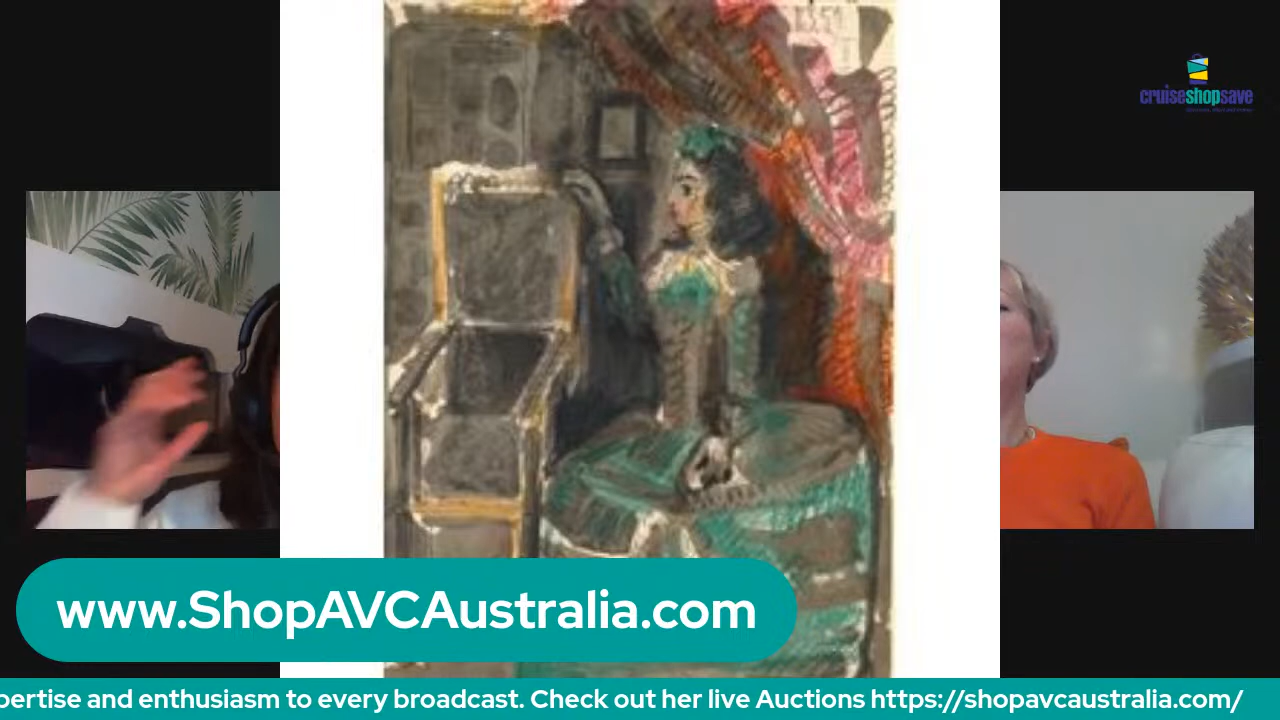 cruiseshopsave
www.ShopAVCAustralia.com
pertise and enthusiasm to every broadcast. Check out her live Auctions https://shopavcaustralia.com/